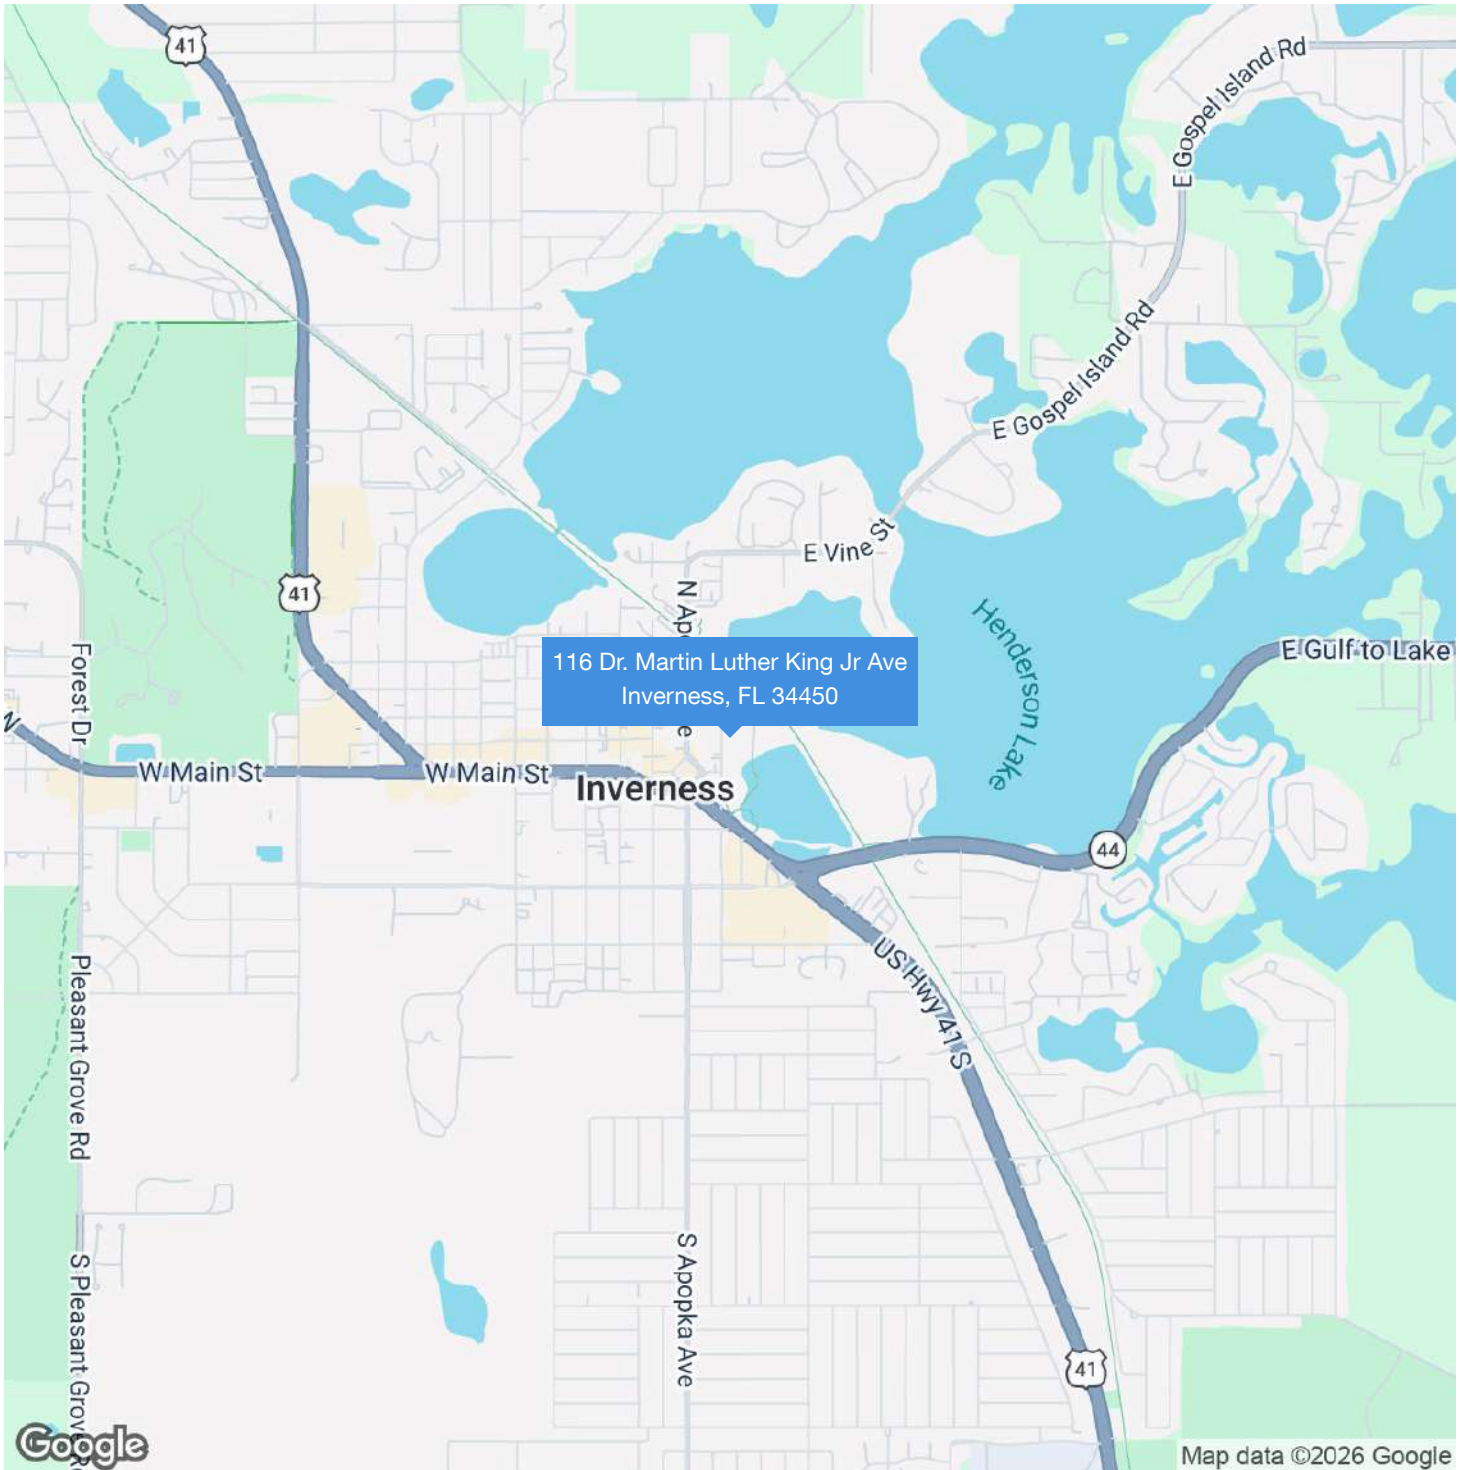 41
E Gospel Island Rd
E Gospel Island Rd
E Vine St
41
N Apo
e
116 Dr. Martin Luther King Jr Ave
Inverness, FL 34450
Henderson Lake
E Gulf to Lake
Forest Dr
N
W Main St
W Main St
Inverness
44
US Hwy 41 S
Pleasant Grove Rd
S Pleasant Grove R
S Apopka Ave
41
Google
Map data ©2026 Google